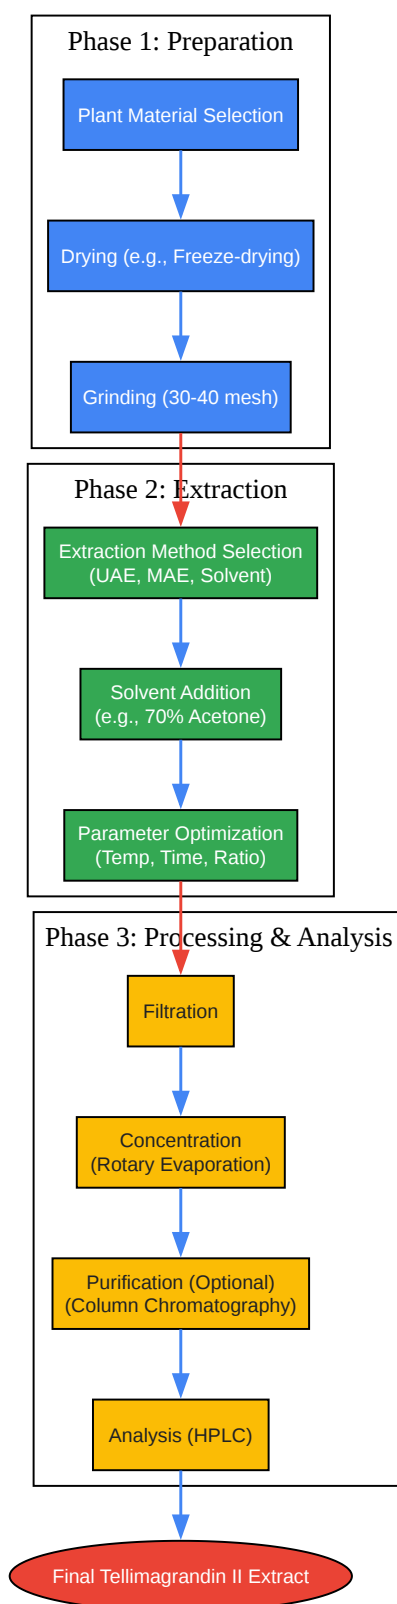 Phase 1: Preparation
Plant Material Selection
Drying (e.g., Freeze-drying)
Grinding (30-40 mesh)
Phase 2: Extraction
Extraction Method Selection
(UAE, MAE, Solvent)
Solvent Addition
(e.g., 70% Acetone)
Parameter Optimization
(Temp, Time, Ratio)
Phase 3: Processing & Analysis
Filtration
Concentration
(Rotary Evaporation)
Purification (Optional)
(Column Chromatography)
Analysis (HPLC)
Final Tellimagrandin II Extract